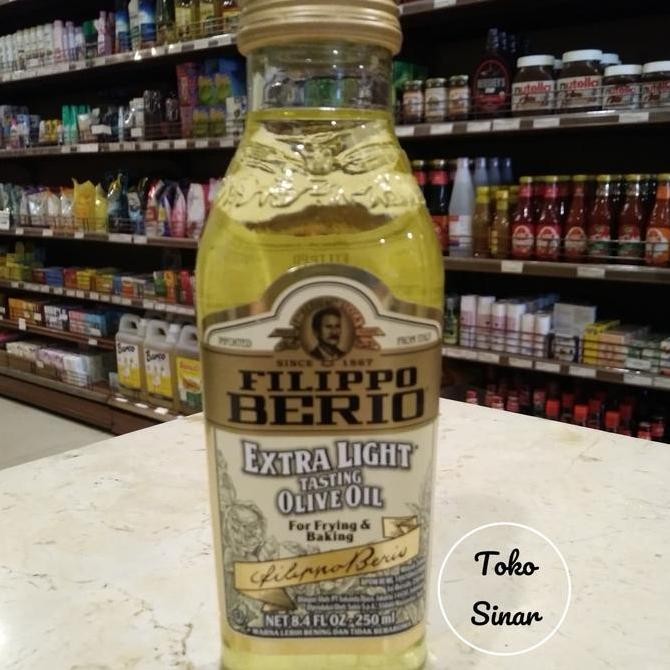 nutella
nutella
nutella
IMPORTED
FROM ITALY
SINCE 1867
FILIPPO
BERIO
EXTRA LIGHT
TASTING
OLIVE OIL
For Frying &
Baking
Filippo Berio
NET 8.4 FL OZ - 250 ml
* WARNA LEBIH BENING DAN TIDAK BERAROMA
Toko
Sinar